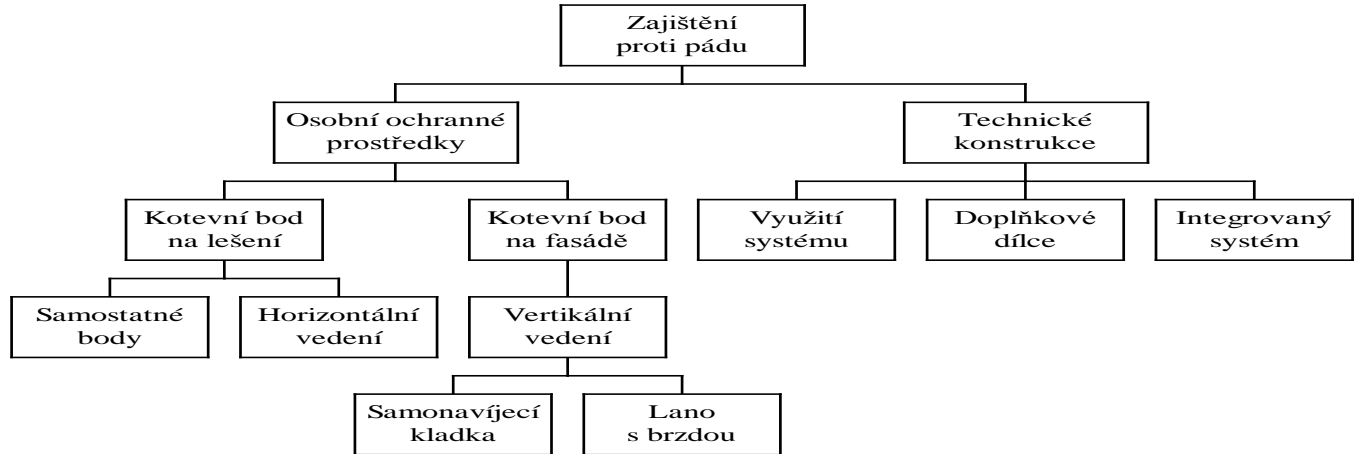 Zajištění
proti pádu
Osobní ochranné
prostředky
Technické
konstrukce
Kotevní bod
na lešení
Kotevní bod
na fasádě
Využití
systému
Doplňkové
dílce
Integrovaný
systém
Samostatné
body
Horizontální
vedení
Vertikální
vedení
Samonavíjecí
kladka
Lano
s brzdou